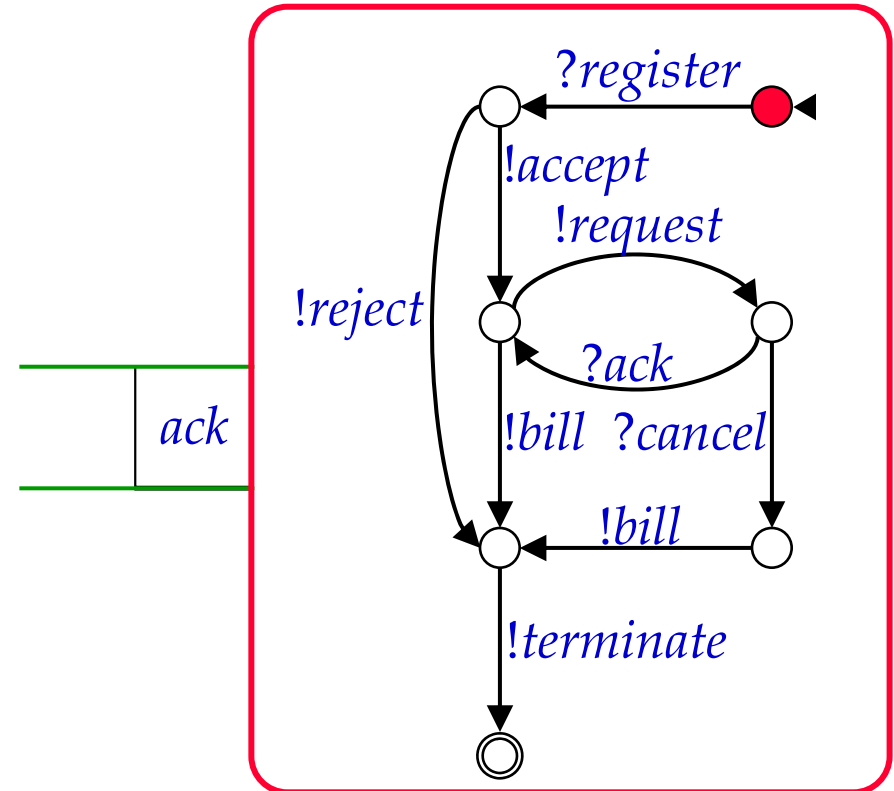 ?register
!accept
!request
!reject
?ack
ack
!bill ?cancel
!bill
!terminate